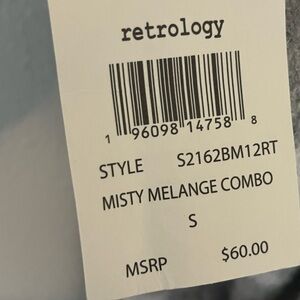 retrology
1 96098 14758 8
STYLE S2162BM12RT
MISTY MELANGE COMBO
S
MSRP $60.00